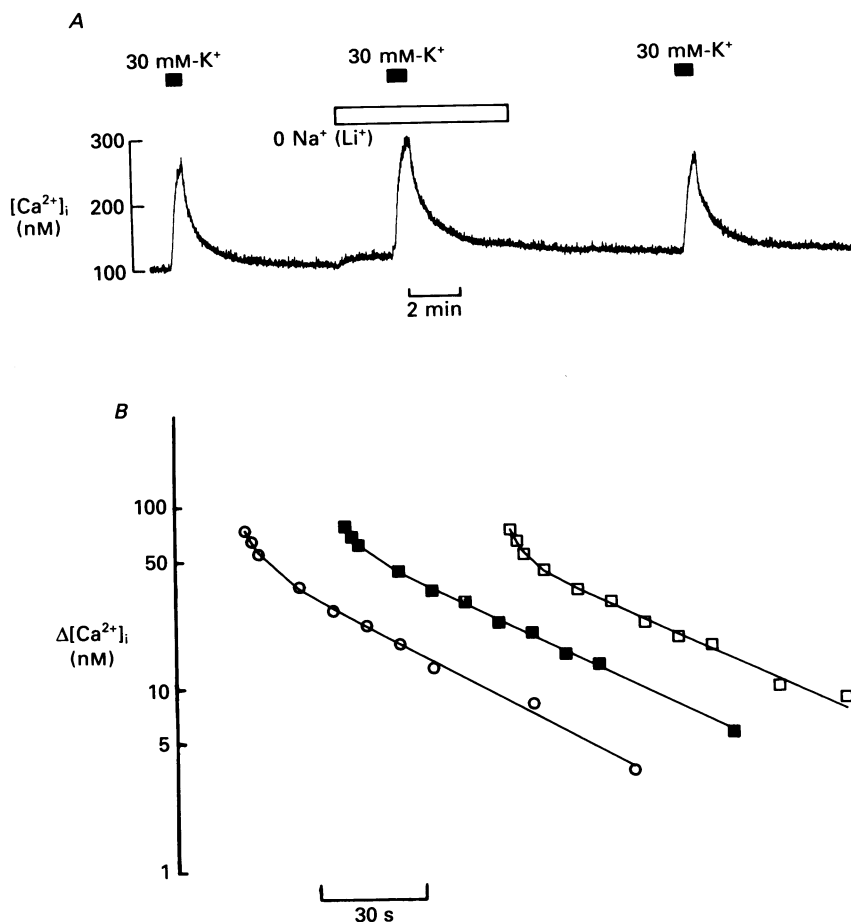 A
30 mM-K⁺ 30 mM-K⁺ 30 mM-K⁺
0 Na⁺ (Li⁺)
300
[Ca²⁺]ᵢ
(nM)
200
100
2 min
B
100
50
Δ[Ca²⁺]ᵢ
(nM)
10
5
1
30 s